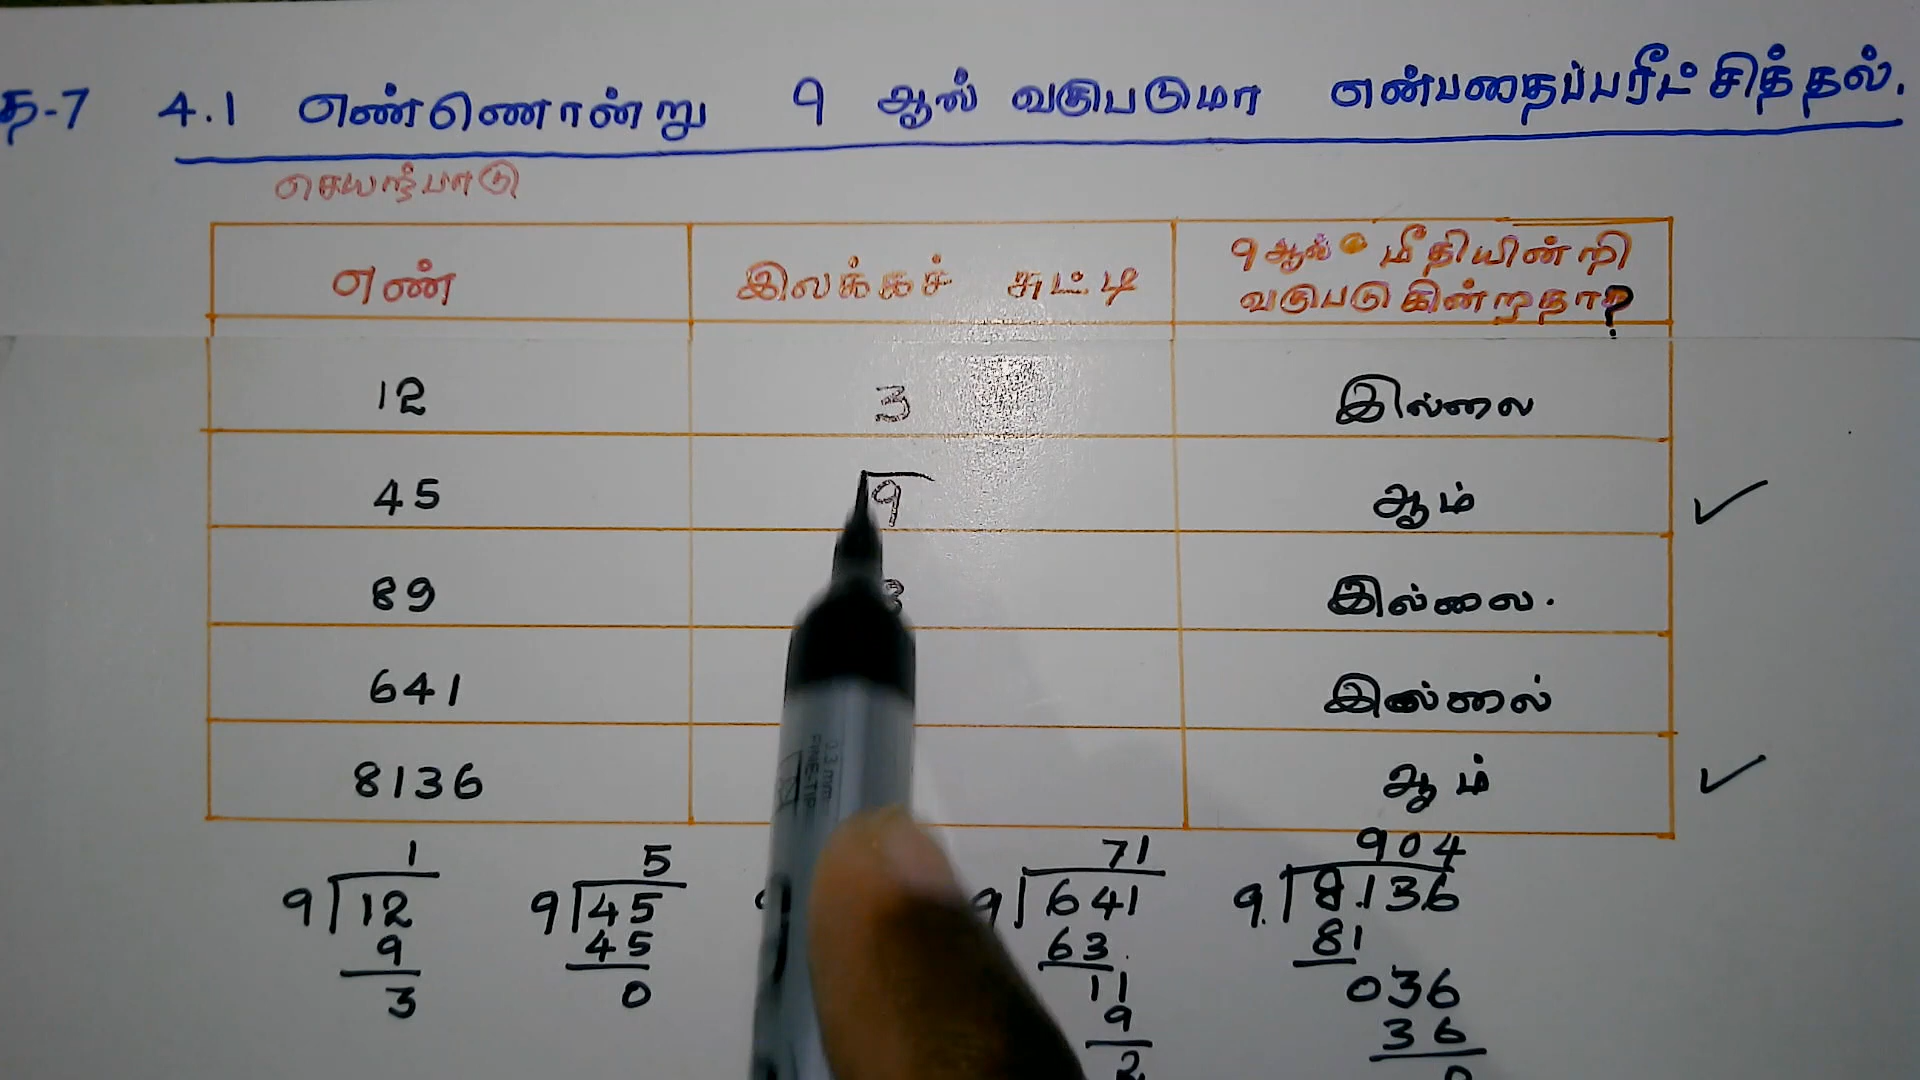 த-7 4.1 எண்ணொன்று 9 ஆல் வகுபடுமா என்பதைப்பரீட்சித்தல்.
செயற்பாடு
எண் இலக்கச் சுட்டி 9 ஆல் மீதியின்றி வகுபடுகின்றதா?
12 3 இல்லை
45 9 ஆம் ✓
89 இல்லை.
641 இல்லல்
8136 ஆம் ✓
1 5 71 904
9 12 9 45 9 641 9. 8136
9 45 63 81
3 0 11 036
9 36
2